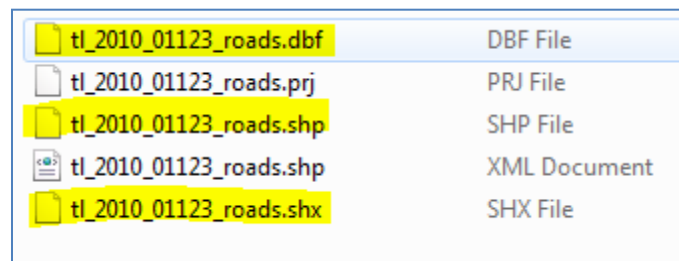 tl_2010_01123_roads.dbf DBF File
tl_2010_01123_roads.prj PRJ File
tl_2010_01123_roads.shp SHP File
tl_2010_01123_roads.shp XML Document
tl_2010_01123_roads.shx SHX File